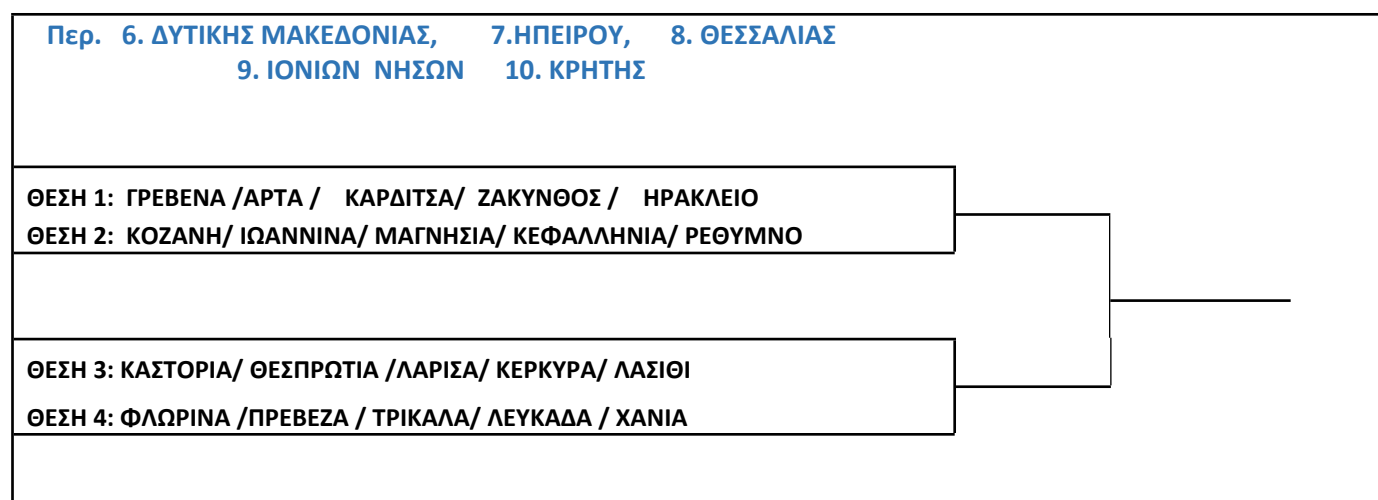 Περ. 6. ΔΥΤΙΚΗΣ ΜΑΚΕΔΟΝΙΑΣ, 7.ΗΠΕΙΡΟΥ, 8. ΘΕΣΣΑΛΙΑΣ
9. ΙΟΝΙΩΝ ΝΗΣΩΝ 10. ΚΡΗΤΗΣ
ΘΕΣΗ 1: ΓΡΕΒΕΝΑ /ΑΡΤΑ / ΚΑΡΔΙΤΣΑ/ ΖΑΚΥΝΘΟΣ / ΗΡΑΚΛΕΙΟ
ΘΕΣΗ 2: ΚΟΖΑΝΗ/ ΙΩΑΝΝΙΝΑ/ ΜΑΓΝΗΣΙΑ/ ΚΕΦΑΛΛΗΝΙΑ/ ΡΕΘΥΜΝΟ
ΘΕΣΗ 3: ΚΑΣΤΟΡΙΑ/ ΘΕΣΠΡΩΤΙΑ /ΛΑΡΙΣΑ/ ΚΕΡΚΥΡΑ/ ΛΑΣΙΘΙ
ΘΕΣΗ 4: ΦΛΩΡΙΝΑ /ΠΡΕΒΕΖΑ / ΤΡΙΚΑΛΑ/ ΛΕΥΚΑΔΑ / ΧΑΝΙΑ